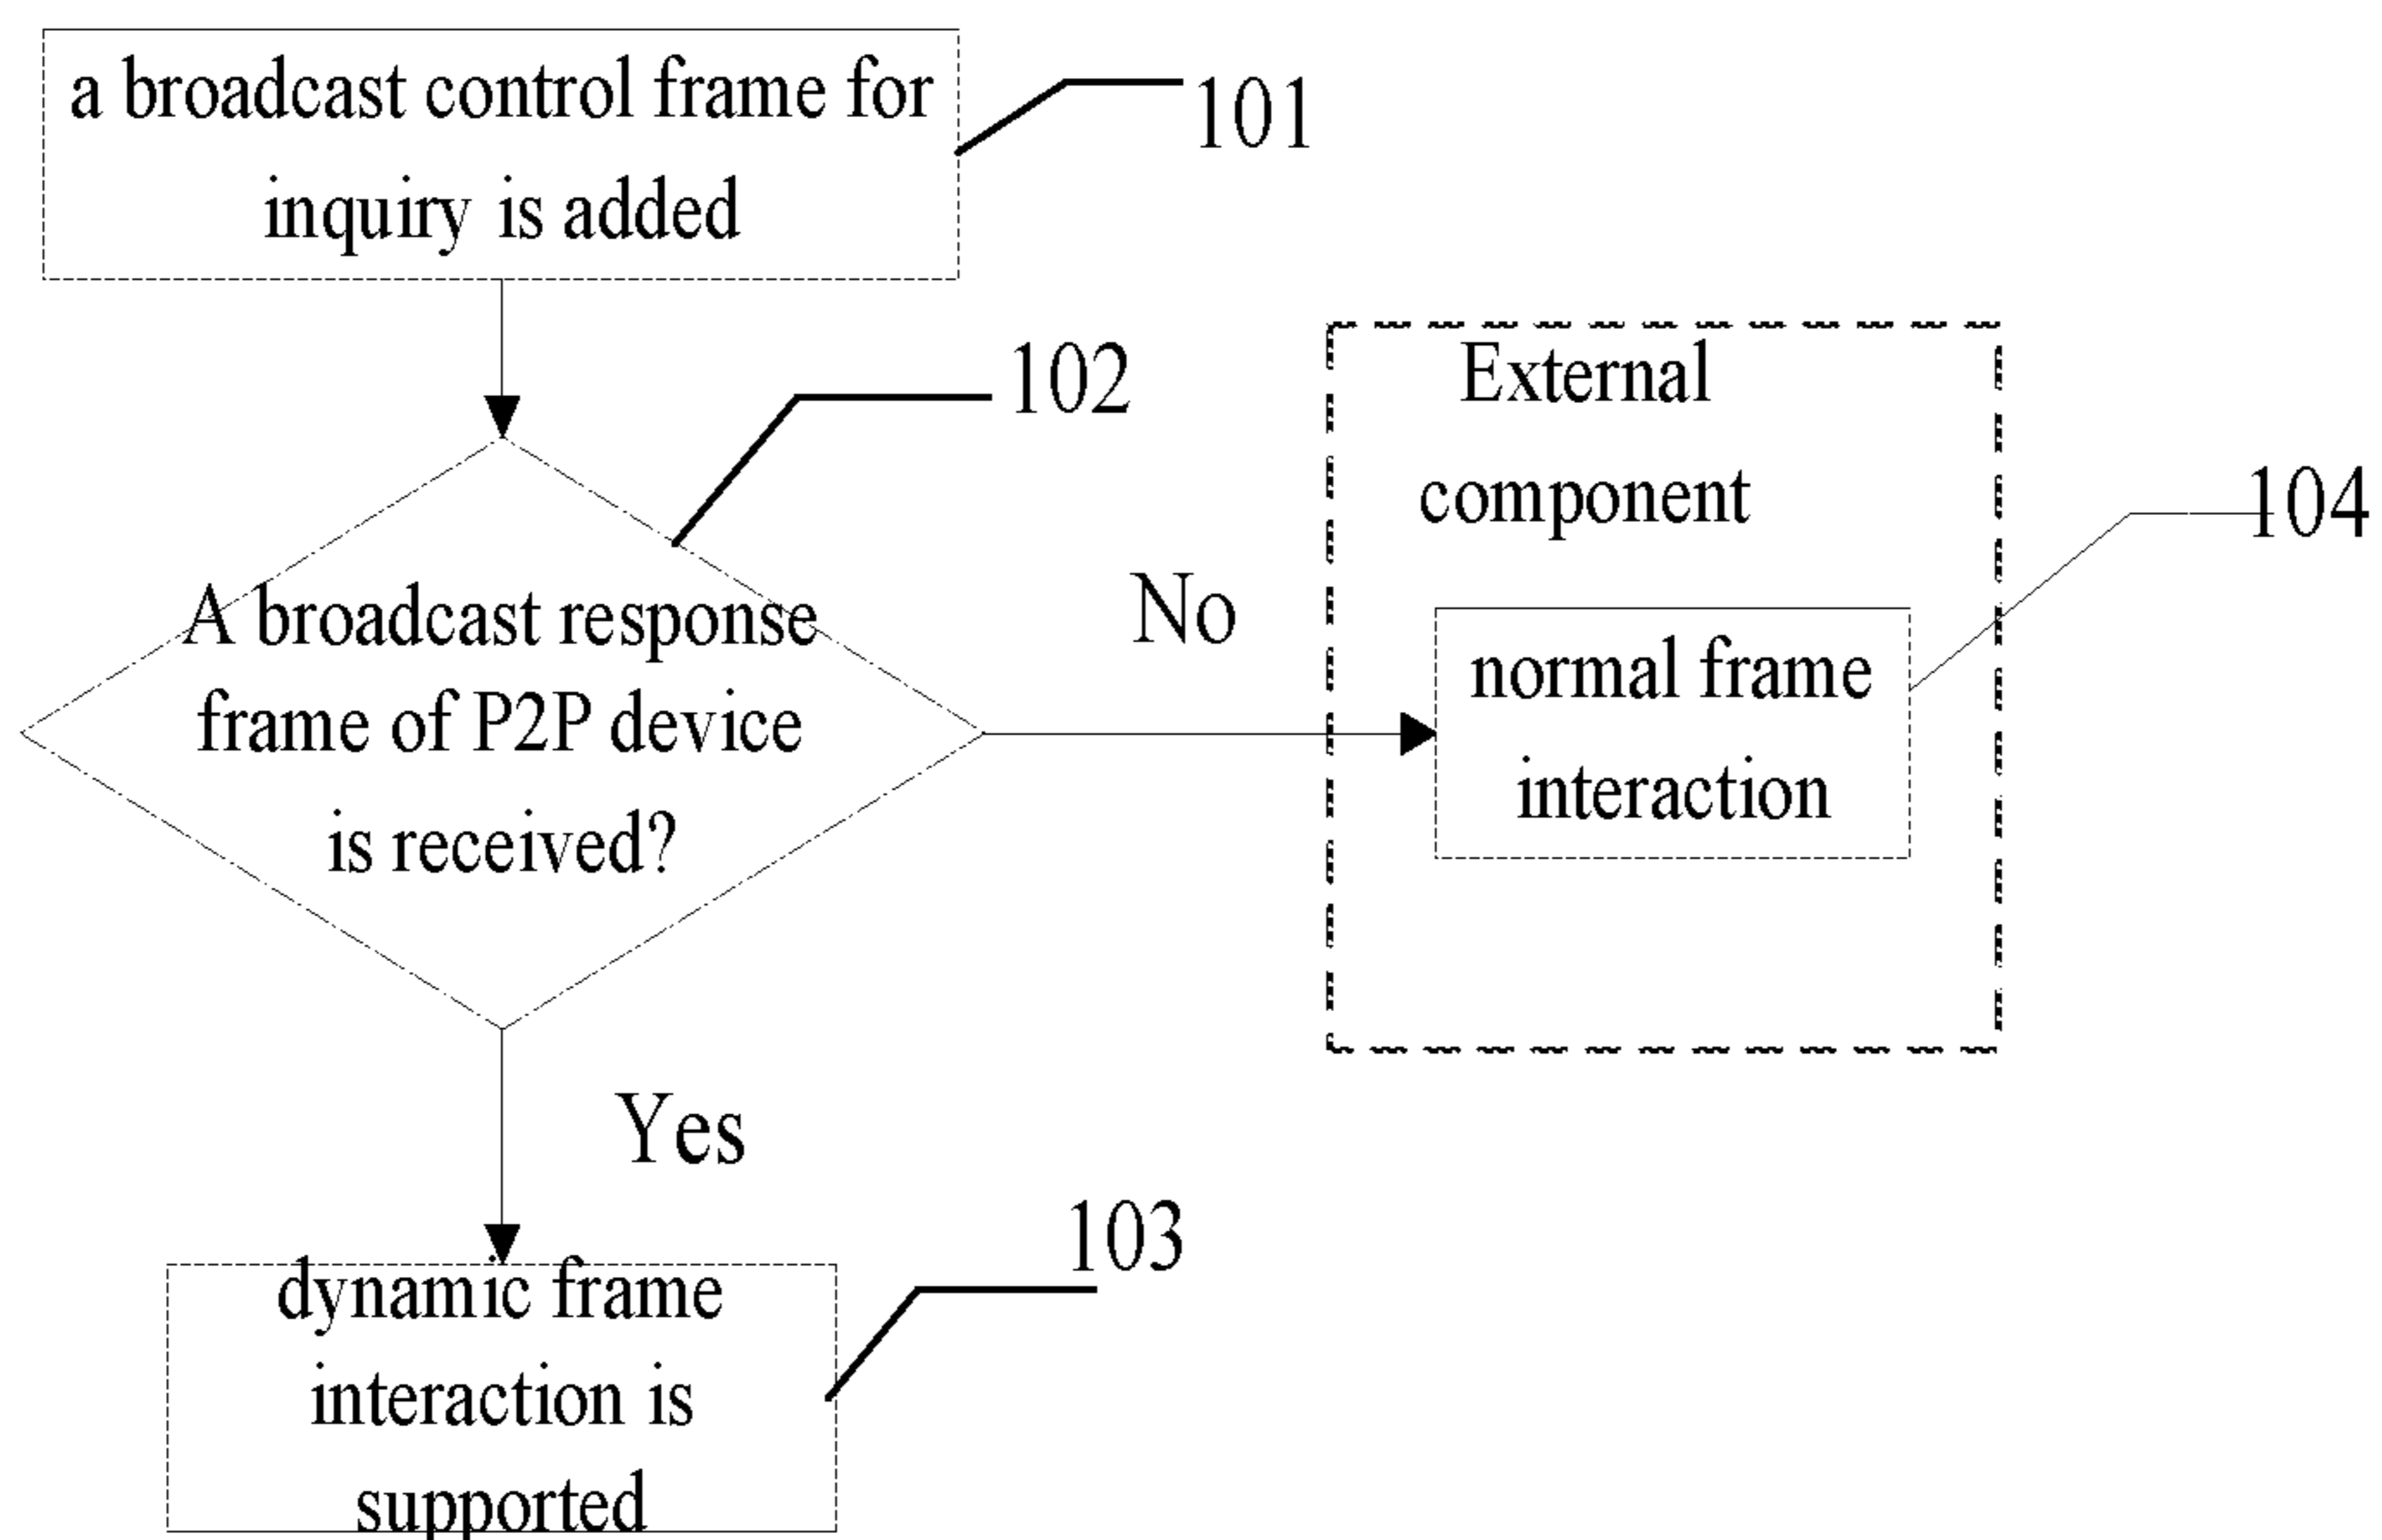 a broadcast control frame for
inquiry is added
101
102
External
component
104
A broadcast response
frame of P2P device
is received?
No
normal frame
interaction
Yes
103
dynamic frame
interaction is
supported